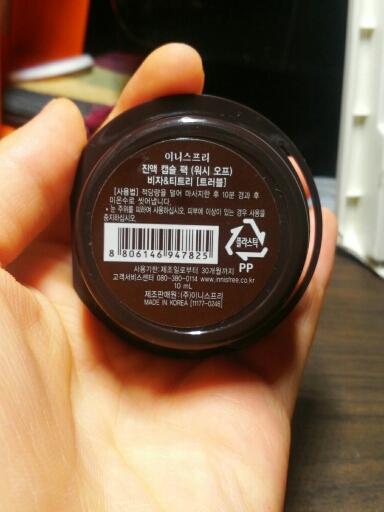 이니스프리
진액 캡슐 팩 (워시 오프)
비자&티트리 [트러블]
[사용법] 적당량을 덜어 마사지한 후 10분 경과 후
미온수로 씻어냅니다.
* 눈 주위를 피하여 사용하십시오. 피부에 이상이 있는 경우 사용을
중지하십시오.
8 806146 947825
플라스틱
PP
사용기한: 제조일로부터 30개월까지
고객서비스센터 080-380-0114 www.innisfree.co.kr
10 mL
제조판매원: (주)이니스프리
MADE IN KOREA [11177-0246]